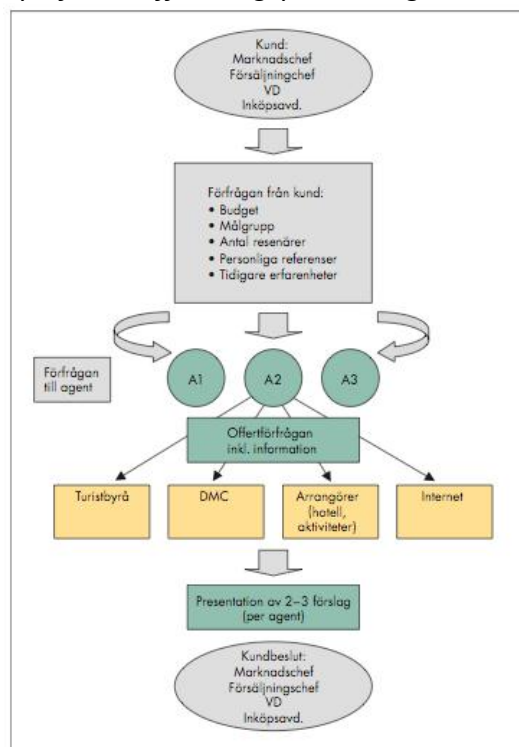 Kund:
Marknadschef
Försäljningchef
VD
Inköpsavd.
Förfrågan från kund:
• Budget
• Målgrupp
• Antal resenärer
• Personliga referenser
• Tidigare erfarenheter
Förfrågan
till agent
A1
A2
A3
Offertförfrågan
inkl. information
Turistbyrå
DMC
Arrangörer
(hotell,
aktiviteter)
Internet
Presentation av 2–3 förslag
(per agent)
Kundbeslut:
Marknadschef
Försäljningschef
VD
Inköpsavd.